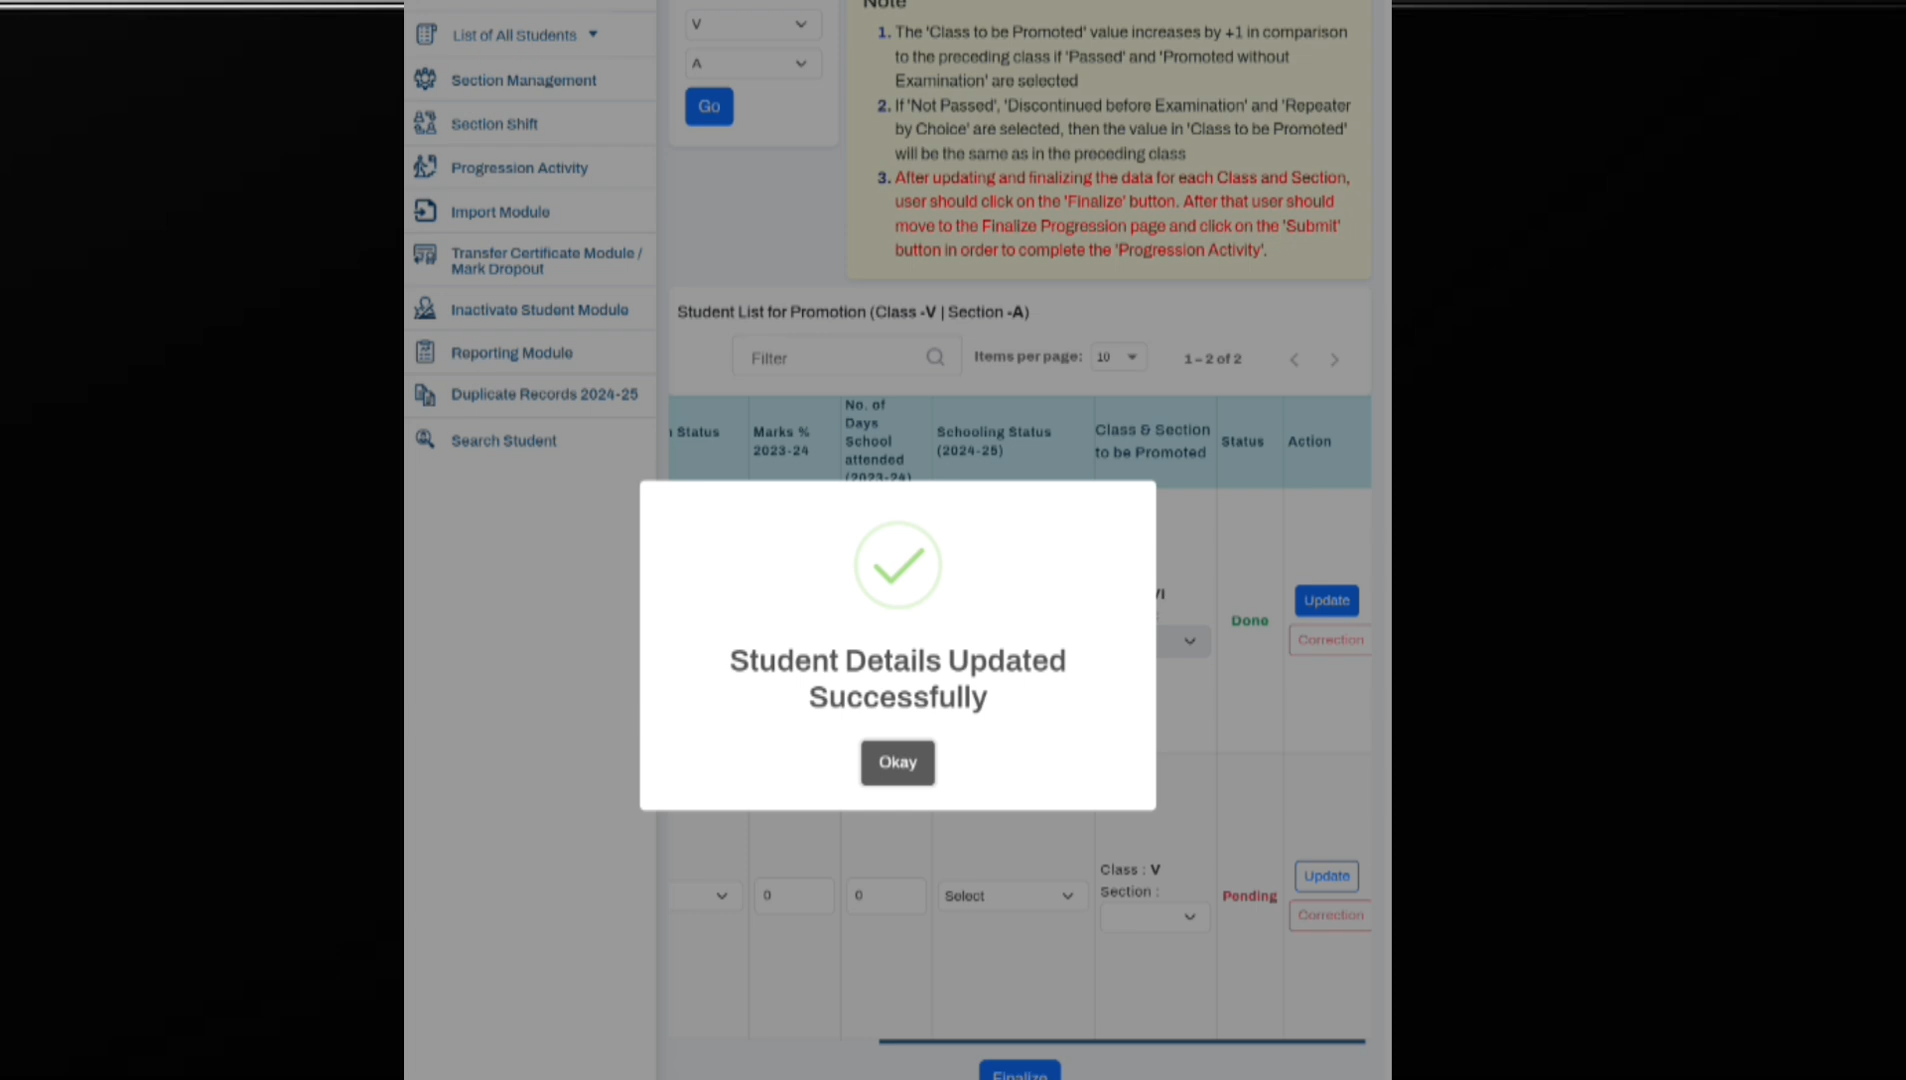 List of All Students
Section Management
Section Shift
Progression Activity
Import Module
Transfer Certificate Module /
Mark Dropout
Inactivate Student Module
Reporting Module
Duplicate Records 2024-25
Search Student
V
A
Go
Note
1. The 'Class to be Promoted' value increases by +1 in comparison
to the preceding class if 'Passed' and 'Promoted without
Examination' are selected
2. If 'Not Passed', 'Discontinued before Examination' and 'Repeater
by Choice' are selected, then the value in 'Class to be Promoted'
will be the same as in the preceding class
3. After updating and finalizing the data for each Class and Section,
user should click on the 'Finalize' button. After that user should
move to the Finalize Progression page and click on the 'Submit'
button in order to complete the 'Progression Activity'.
Student List for Promotion (Class -V | Section -A)
Filter
Items per page: 10
1 – 2 of 2
Status
Marks %
2023-24
No. of
Days
School
attended
(2023-24)
Schooling Status
(2024-25)
Class & Section
to be Promoted
Status
Action
VI
:
Done
Update
Correction
Student Details Updated
Successfully
Okay
0
0
Select
Class : V
Section :
Pending
Update
Correction
Finalize